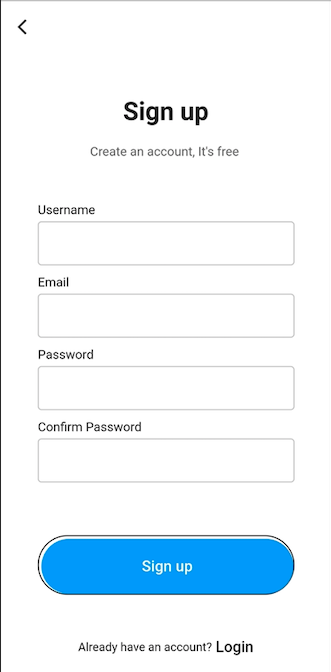 Sign up
Create an account, It's free
Username
Email
Password
Confirm Password
Sign up
Already have an account? Login